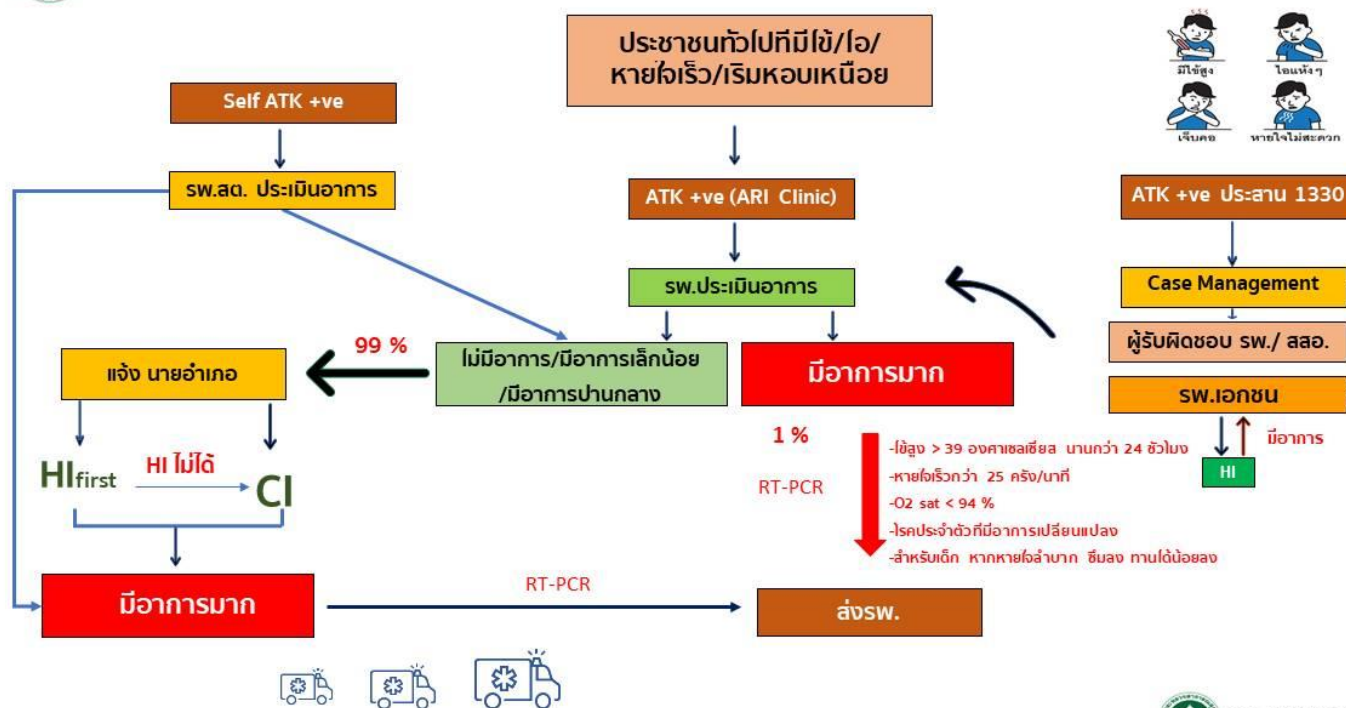 ประชาชนทั่วไปที่มีไข้/ไอ/
หายใจเร็ว/เริ่มหอบเหนื่อย
มีไข้สูง
ไอแห้งๆ
เจ็บคอ
หายใจไม่สะดวก
Self ATK +ve
รพ.สต. ประเมินอาการ
ATK +ve (ARI Clinic)
ATK +ve ประสาน 1330
รพ.ประเมินอาการ
Case Management
ผู้รับผิดชอบ รพ./ สสอ.
รพ.เอกชน
มีอาการ
HI
99 %
ไม่มีอาการ/มีอาการเล็กน้อย
/มีอาการปานกลาง
มีอาการมาก
แจ้ง นายอำเภอ
HIfirst
HI ไม่ได้
CI
1 %
RT-PCR
-ไข้สูง > 39 องศาเซลเซียส นานกว่า 24 ชั่วโมง
-หายใจเร็วกว่า 25 ครั้ง/นาที
-O2 sat < 94 %
-โรคประจำตัวที่มีอาการเปลี่ยนแปลง
-สำหรับเด็ก หากหายใจลำบาก ซึมลง ทานได้น้อยลง
มีอาการมาก
RT-PCR
ส่งรพ.